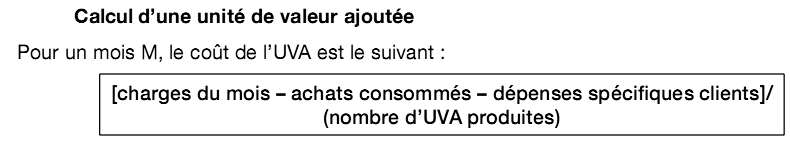 Calcul d’une unité de valeur ajoutée
Pour un mois M, le coût de l’UVA est le suivant :
[charges du mois – achats consommés – dépenses spécifiques clients]/
(nombre d’UVA produites)